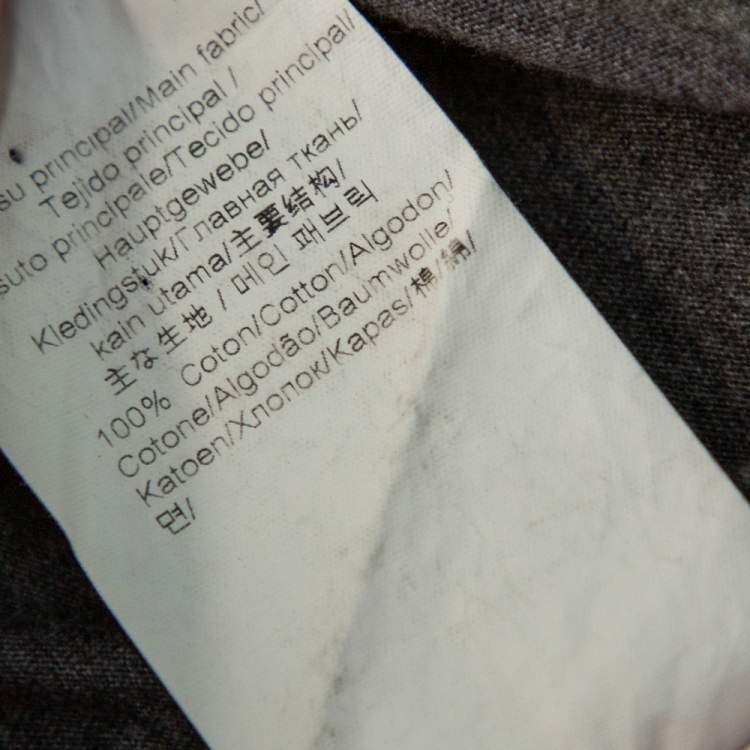 su principal/Main fabric/
Tejido principal /
suto principale/Tecido principal/
Hauptgewebe/
Kledingstuk/Главная ткань/
kain utama/主要结构/
主な生地 / 메인 패브릭
100% Coton/Cotton/Algodon/
Cotone/Algodão/Baumwolle/
Katoen/Хлопок/Kapas/棉/綿/
면/